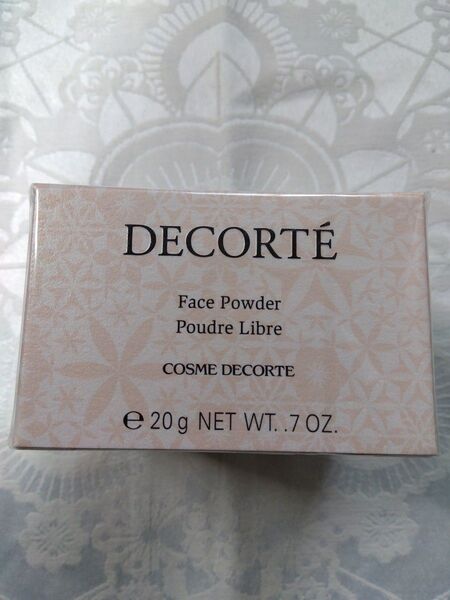 DECORTÉ
Face Powder
Poudre Libre
COSME DECORTE
℮ 20 g NET WT. .7 OZ.